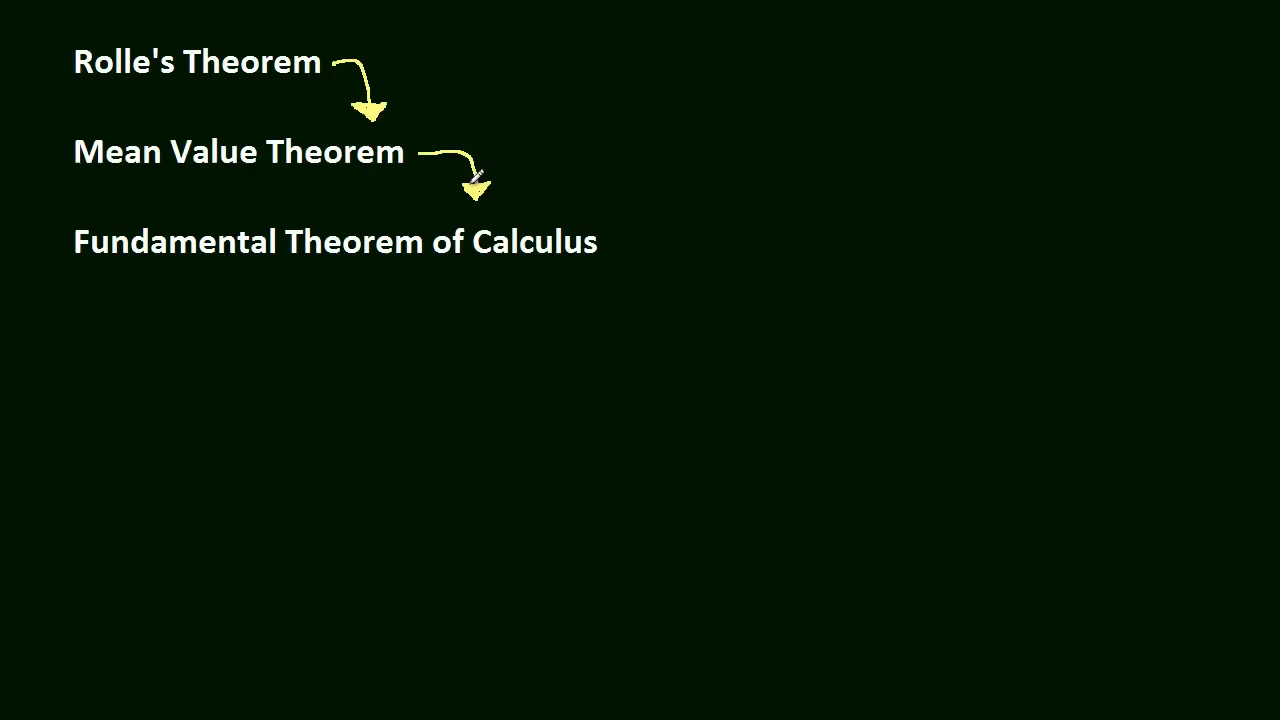 Rolle's Theorem
Mean Value Theorem
Fundamental Theorem of Calculus